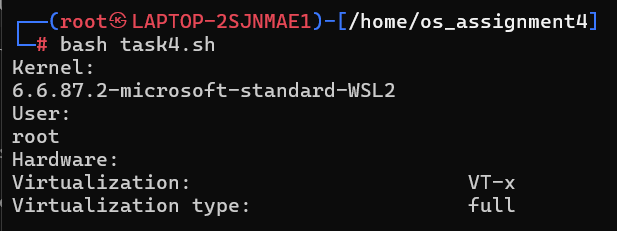 ┌──(root㉿LAPTOP-2SJNMAE1)-[/home/os_assignment4]
└─# bash task4.sh
Kernel:
6.6.87.2-microsoft-standard-WSL2
User:
root
Hardware:
Virtualization:                       VT-x
Virtualization type:                  full